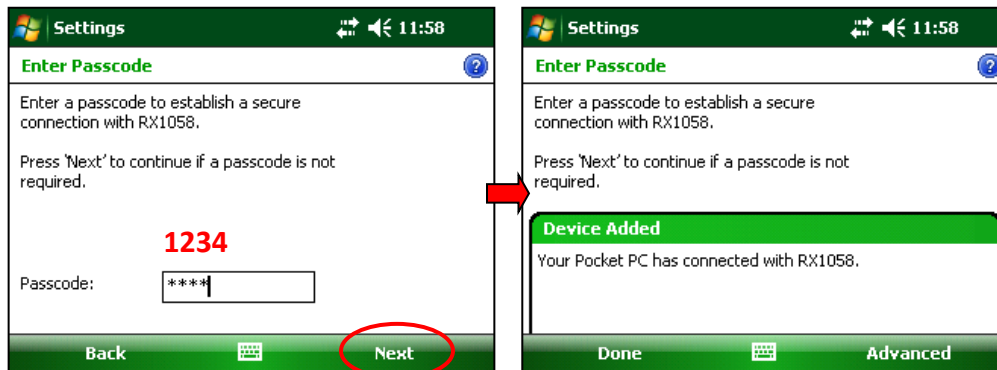 Settings 11:58
Enter Passcode
Enter a passcode to establish a secure
connection with RX1058.
Press 'Next' to continue if a passcode is not
required.
1234
Passcode: ****
Back Next
Settings 11:58
Enter Passcode
Enter a passcode to establish a secure
connection with RX1058.
Press 'Next' to continue if a passcode is not
required.
Device Added
Your Pocket PC has connected with RX1058.
Done Advanced